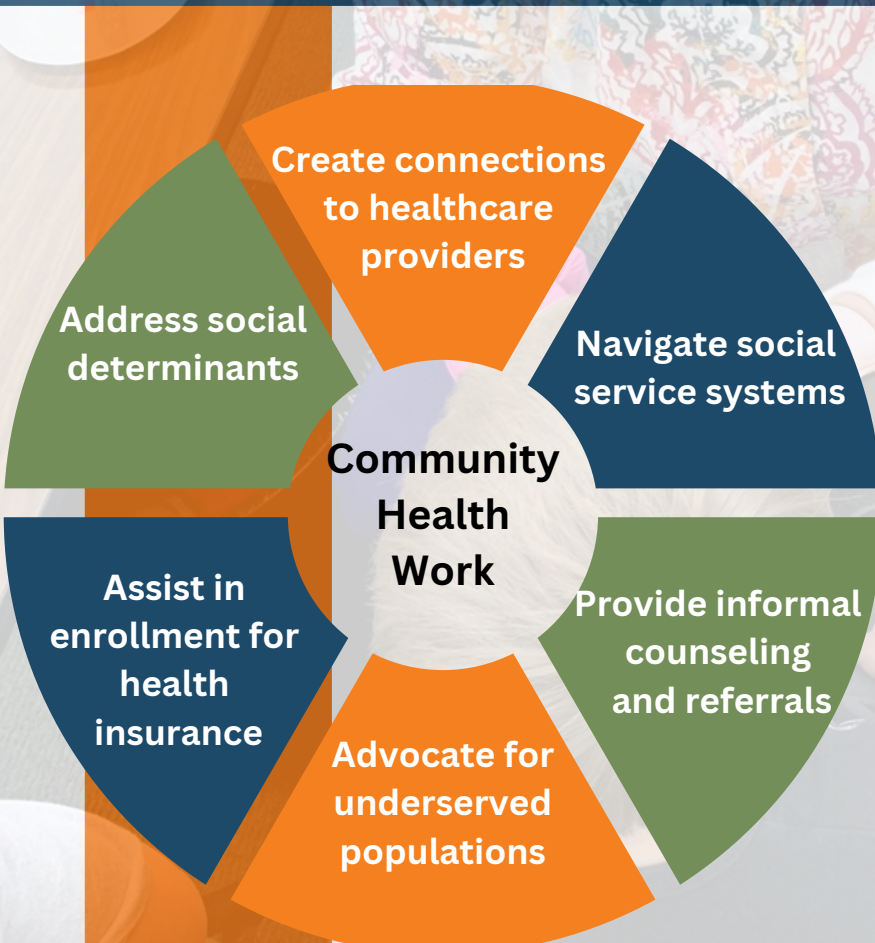 Create connections
to healthcare
providers
Navigate social
service systems
Provide informal
counseling
and referrals
Advocate for
underserved
populations
Assist in
enrollment for
health
insurance
Address social
determinants
Community
Health
Work